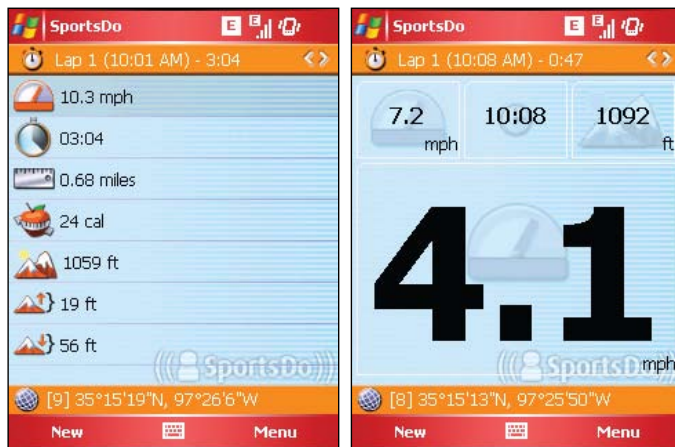 SportsDo E E
Lap 1 (10:01 AM) - 3:04
10.3 mph
03:04
0.68 miles
24 cal
1059 ft
19 ft
56 ft
SportsDo
[9] 35°15'19"N, 97°26'6"W
New Menu
SportsDo E E
Lap 1 (10:08 AM) - 0:47
7.2 mph
10:08
1092 ft
4.1 mph
SportsDo
[8] 35°15'13"N, 97°25'50"W
New Menu